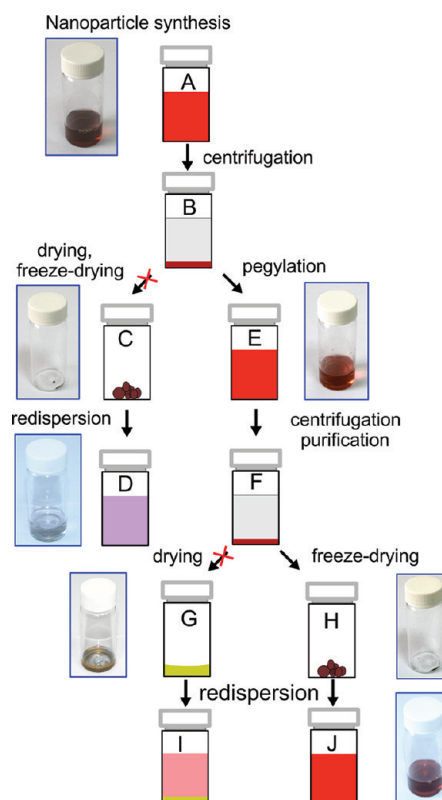 Nanoparticle synthesis
A
centrifugation
B
drying,
freeze-drying
pegylation
C
E
redispersion
centrifugation
purification
D
F
drying
freeze-drying
G
H
redispersion
I
J